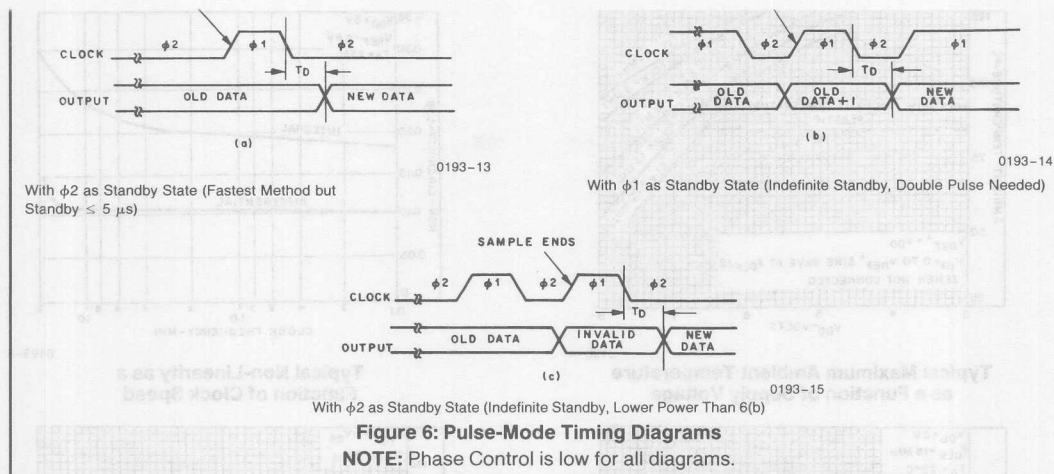 CLOCK φ2 φ1 φ2
T_D
OUTPUT OLD DATA NEW DATA
(a)
0193-13
With φ2 as Standby State (Fastest Method but
Standby ≤ 5 μs)
CLOCK φ1 φ2 φ1 φ2 φ1
T_D
OUTPUT OLD DATA OLD DATA+1 NEW DATA
(b)
0193-14
With φ1 as Standby State (Indefinite Standby, Double Pulse Needed)
SAMPLE ENDS
CLOCK φ2 φ1 φ2 φ1 φ2
T_D
OUTPUT OLD DATA INVALID DATA NEW DATA
(c)
0193-15
With φ2 as Standby State (Indefinite Standby, Lower Power Than 6(b)
Figure 6: Pulse-Mode Timing Diagrams
NOTE: Phase Control is low for all diagrams.
Typical Maximum Ambient Temperature
as a Function of Supply Voltage
Typical Non-Linearity as a
Function of Clock Speed